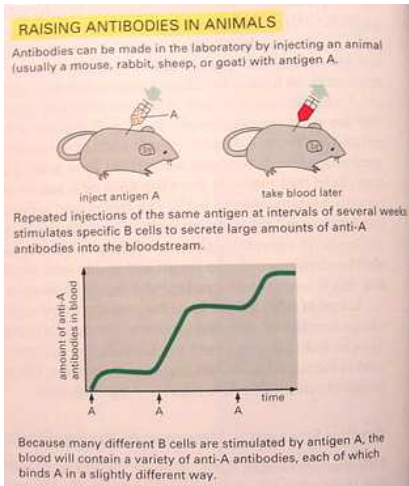 RAISING ANTIBODIES IN ANIMALS
Antibodies can be made in the laboratory by injecting an animal
(usually a mouse, rabbit, sheep, or goat) with antigen A.
A
inject antigen A
take blood later
Repeated injections of the same antigen at intervals of several weeks
stimulates specific B cells to secrete large amounts of anti-A
antibodies into the bloodstream.
amount of anti-A
antibodies in blood
time
A
A
A
Because many different B cells are stimulated by antigen A, the
blood will contain a variety of anti-A antibodies, each of which
binds A in a slightly different way.